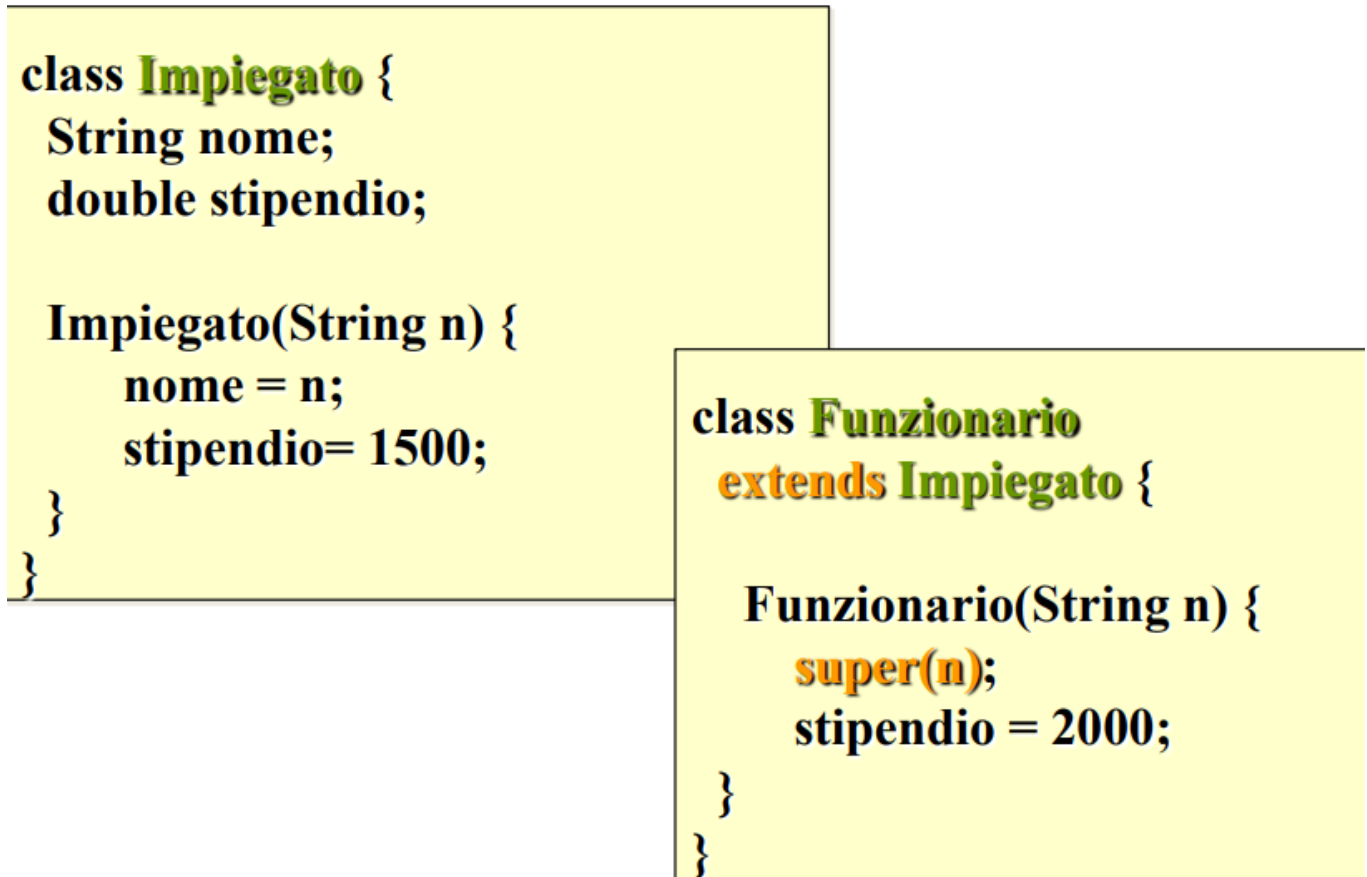 class Impiegato {
String nome;
double stipendio;
Impiegato(String n) {
nome = n;
stipendio= 1500;
}
}
class Funzionario
extends Impiegato {
Funzionario(String n) {
super(n);
stipendio = 2000;
}
}